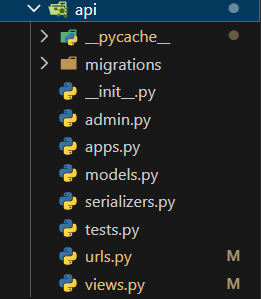 api
__pycache__
migrations
__init__.py
admin.py
apps.py
models.py
serializers.py
tests.py
urls.py M
views.py M